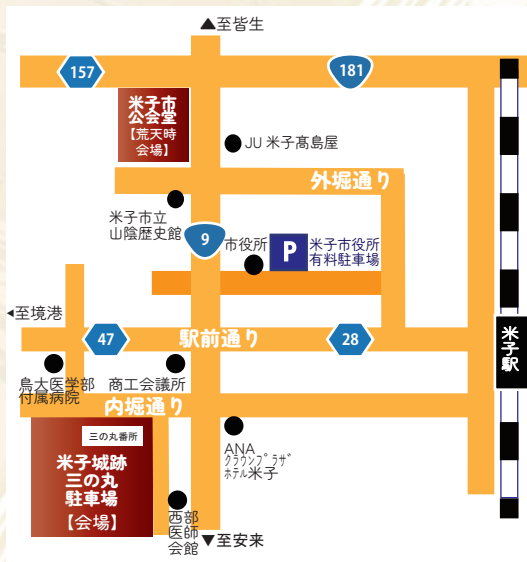 ▲至皆生
157
181
米子市
公会堂
【荒天時
会場】
JU 米子髙島屋
外堀通り
米子市立
山陰歴史館
9
市役所
P
米子市役所
有料駐車場
◀至境港
47
駅前通り
28
米子駅
鳥大医学部
付属病院
商工会議所
内堀通り
三の丸番所
米子城跡
三の丸
駐車場
【会場】
ANA
クラウンプラザ
ホテル米子
西部
医師
会館
▼至安来